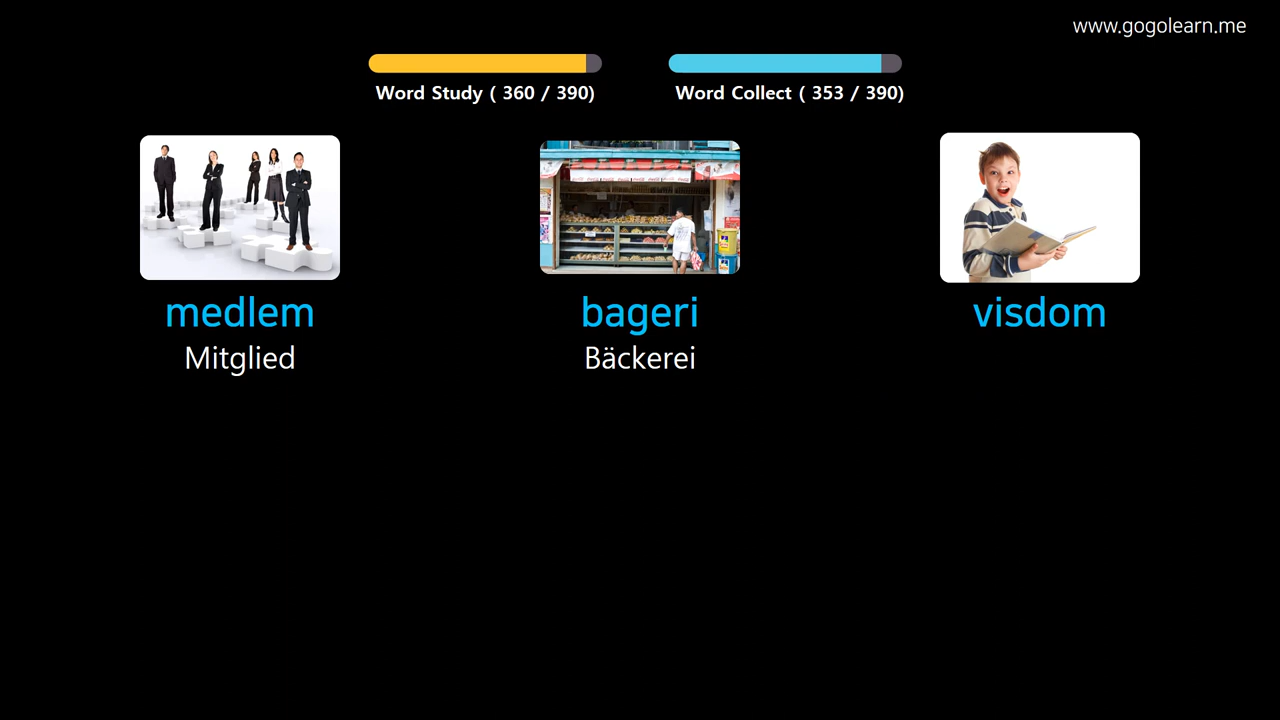 www.gogolearn.me
Word Study ( 360 / 390)
Word Collect ( 353 / 390)
medlem
bageri
visdom
Mitglied
Bäckerei